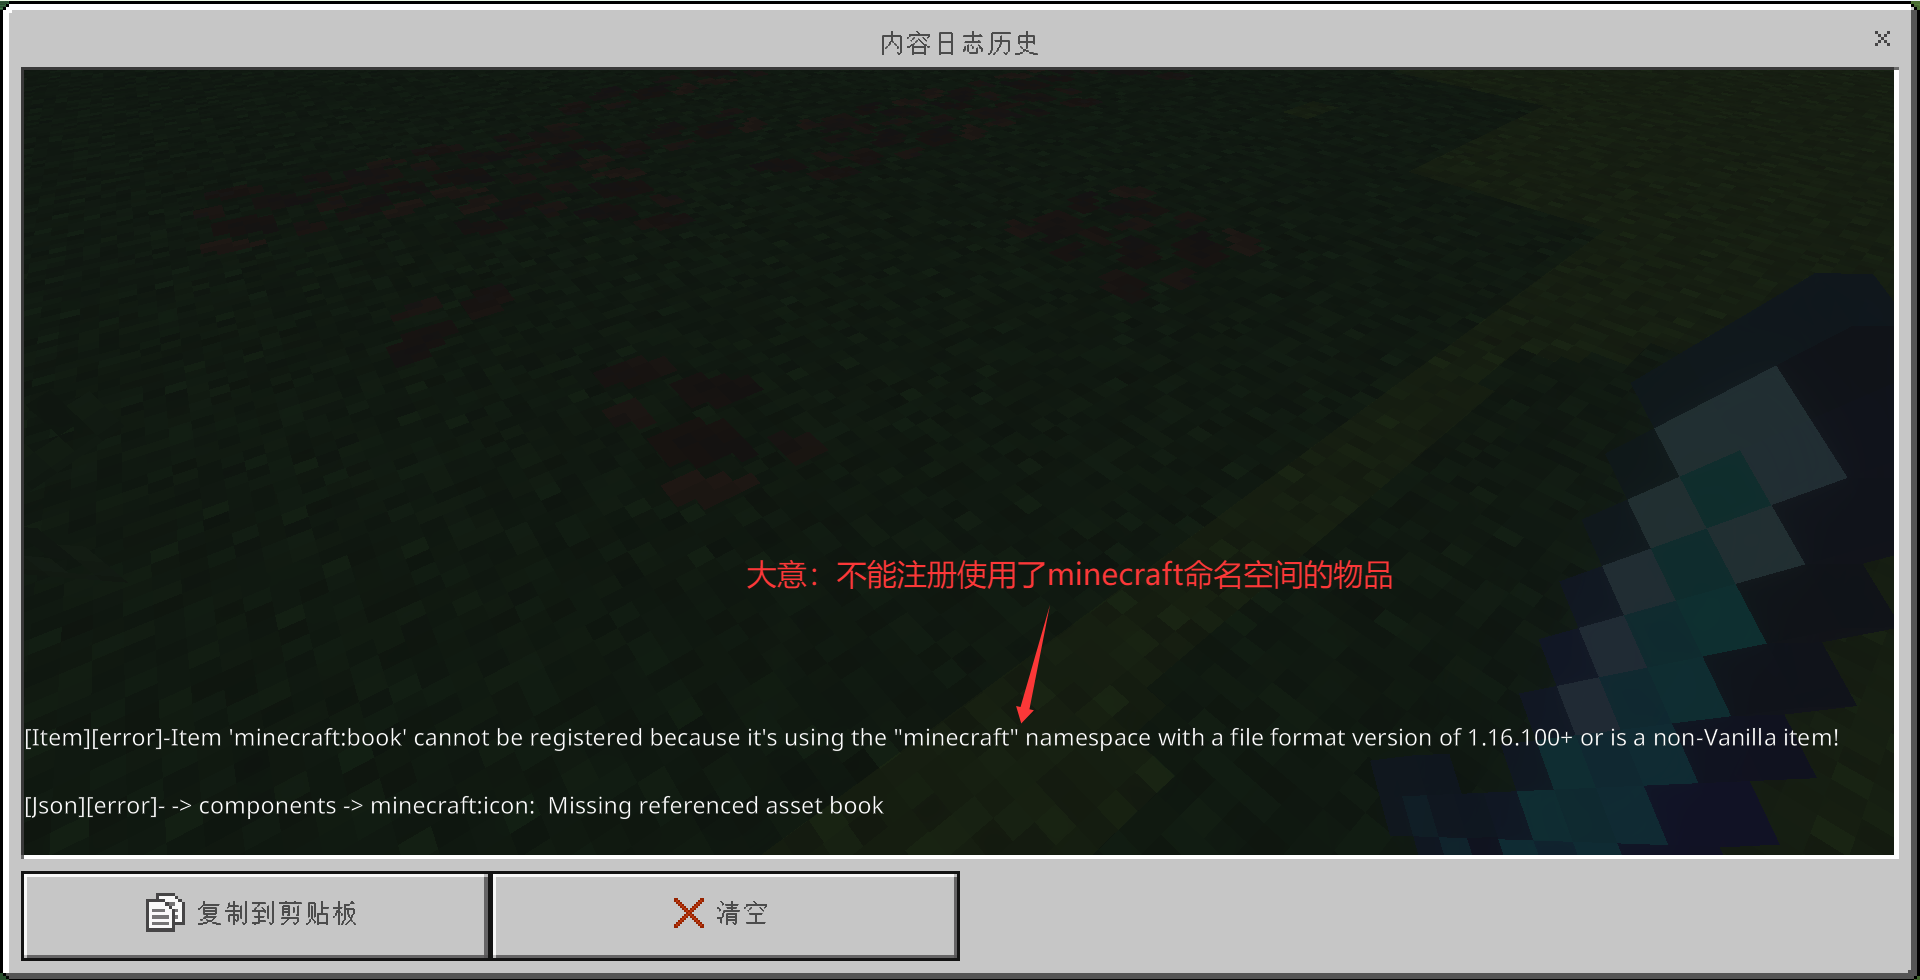 内容日志历史
大意：不能注册使用了minecraft命名空间的物品
[Item][error]-Item 'minecraft:book' cannot be registered because it's using the "minecraft" namespace with a file format version of 1.16.100+ or is a non-Vanilla item!
[Json][error]- -> components -> minecraft:icon:  Missing referenced asset book
复制到剪贴板
清空